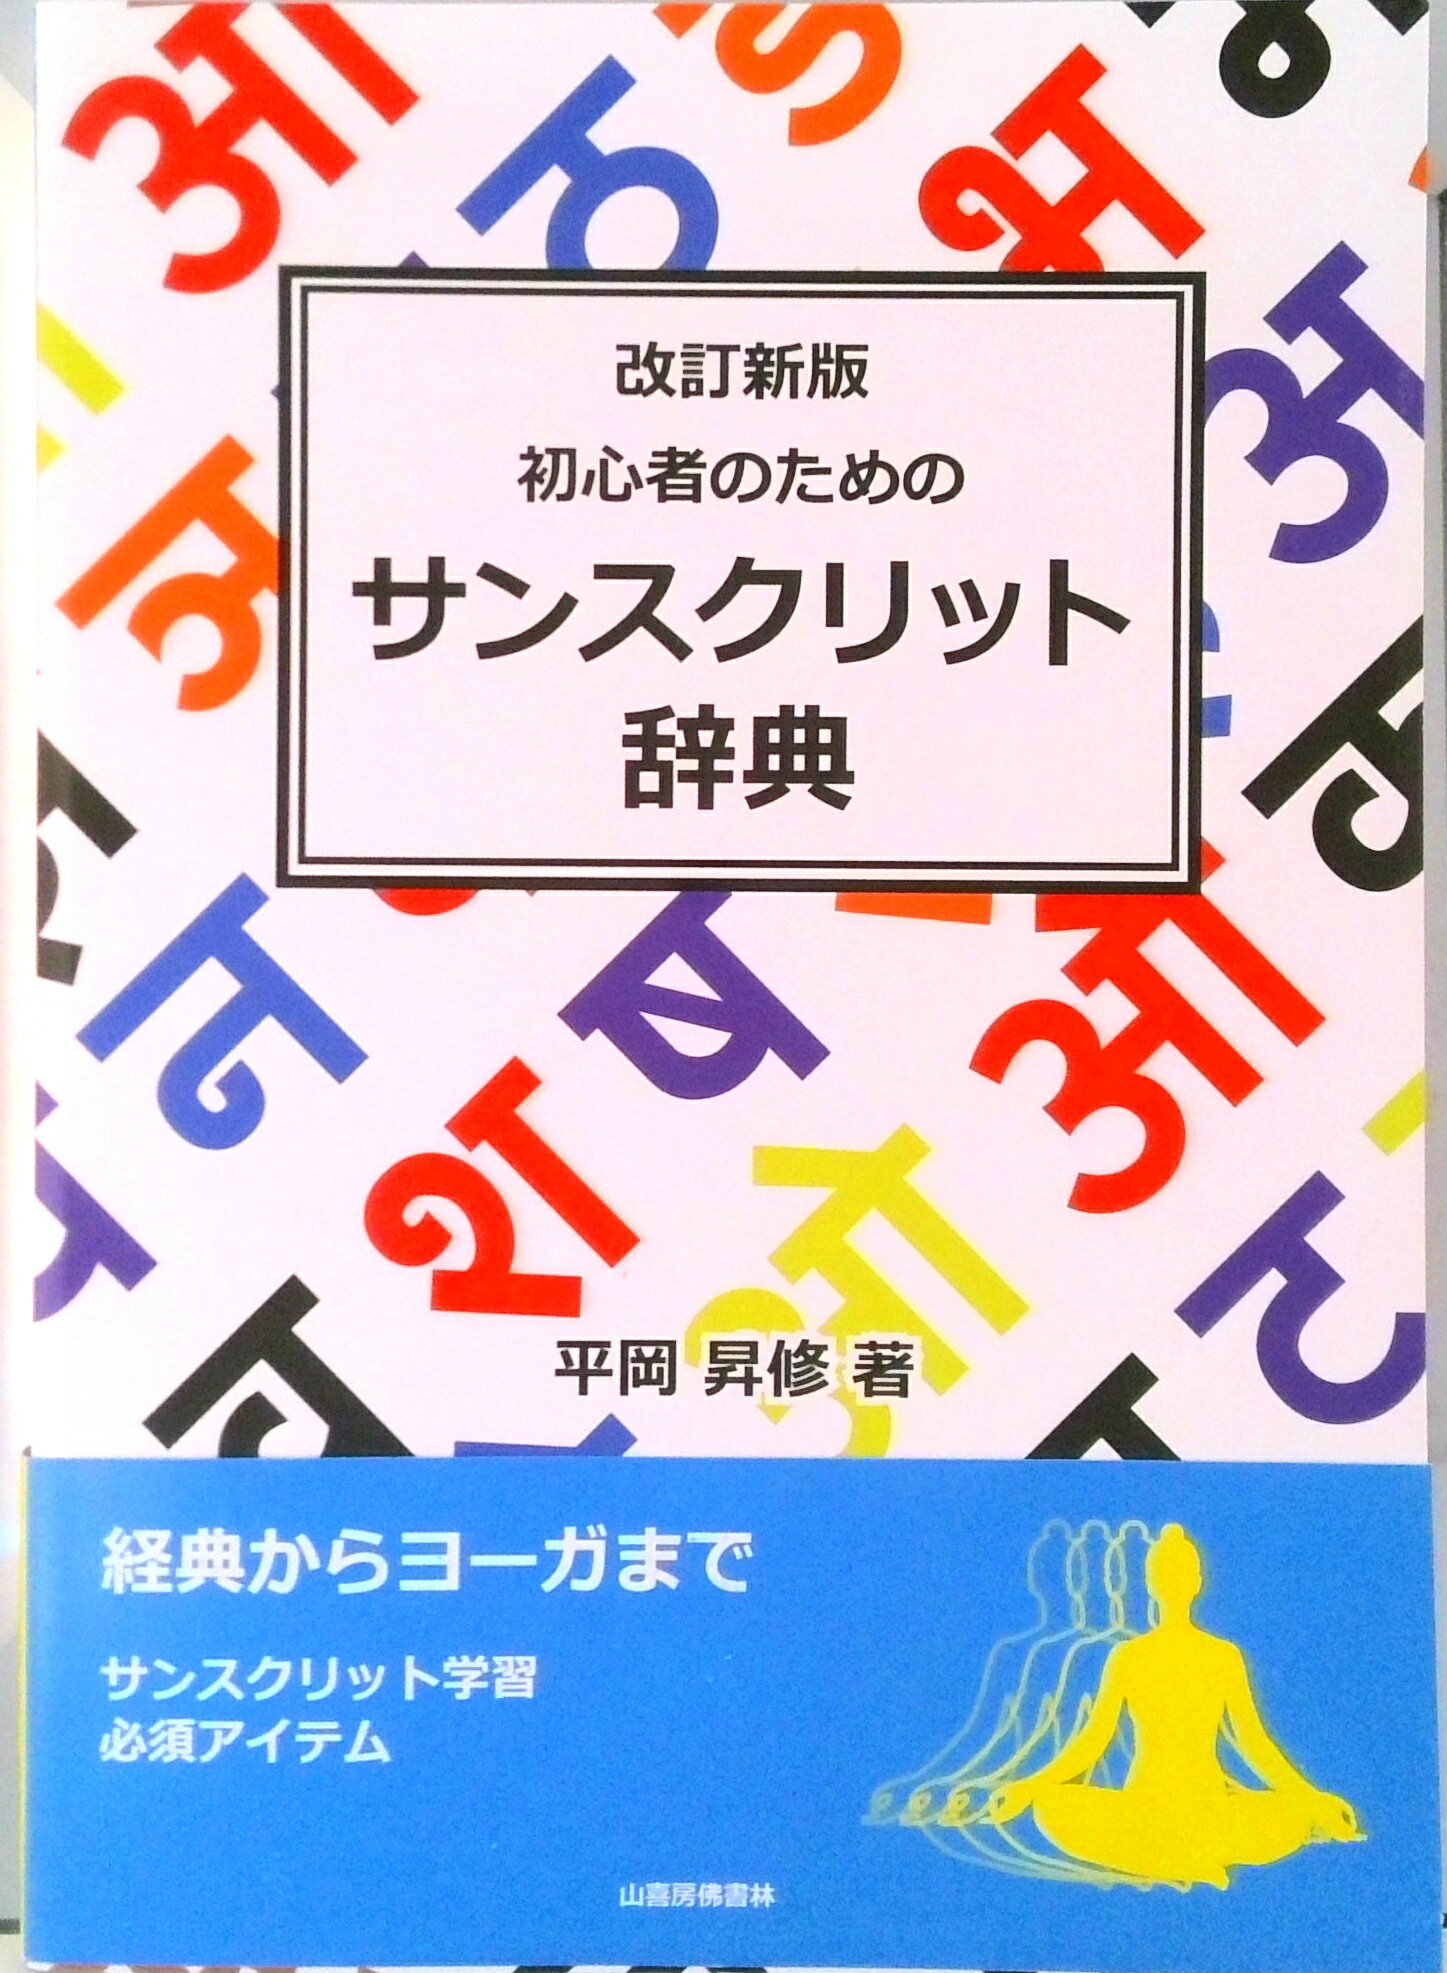 改訂新版
初心者のための
サンスクリット
辞典
平岡 昇修 著
経典からヨーガまで
サンスクリット学習
必須アイテム
山喜房佛書林